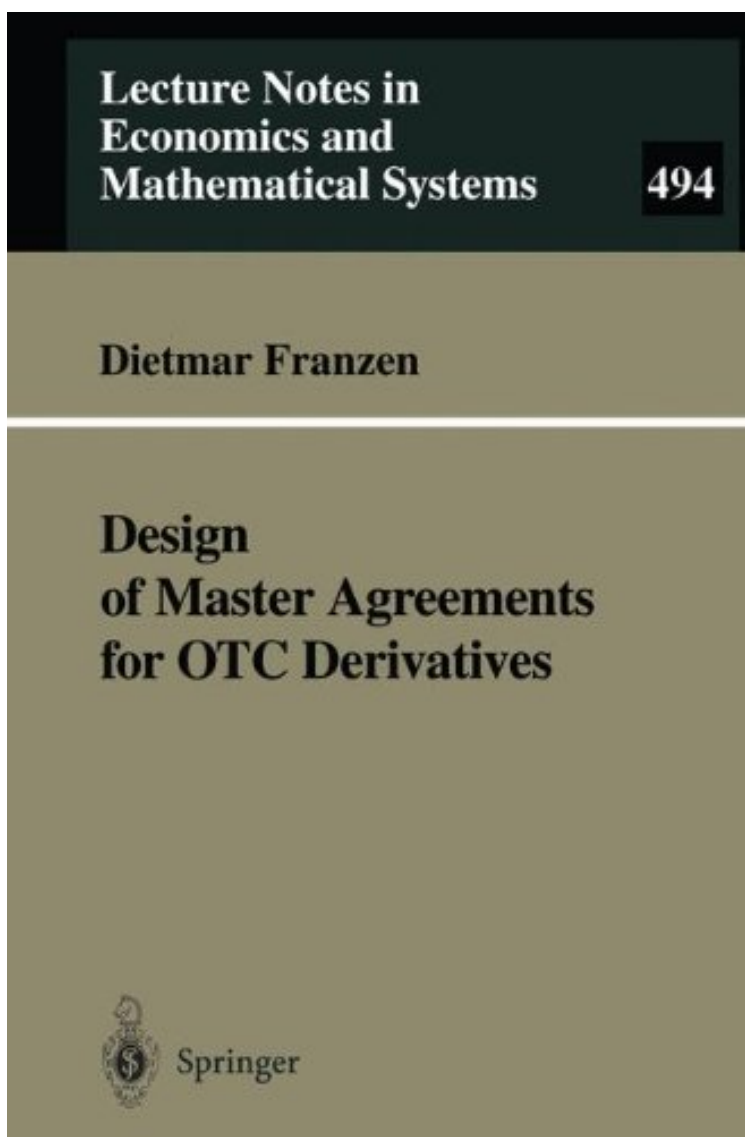 Lecture Notes in
Economics and
Mathematical Systems
494
Dietmar Franzen
Design
of Master Agreements
for OTC Derivatives
Springer